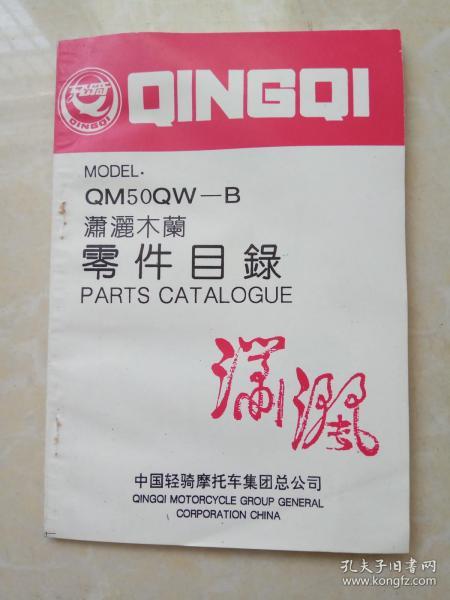 轻骑
QINGQI
QINGQI
MODEL·
QM50QW—B
瀟灑木蘭
零件目錄
PARTS CATALOGUE
瀟灑
中国轻骑摩托车集团总公司
QINGQI MOTORCYCLE GROUP GENERAL
CORPORATION CHINA
孔夫子旧书网
www.kongfz.com